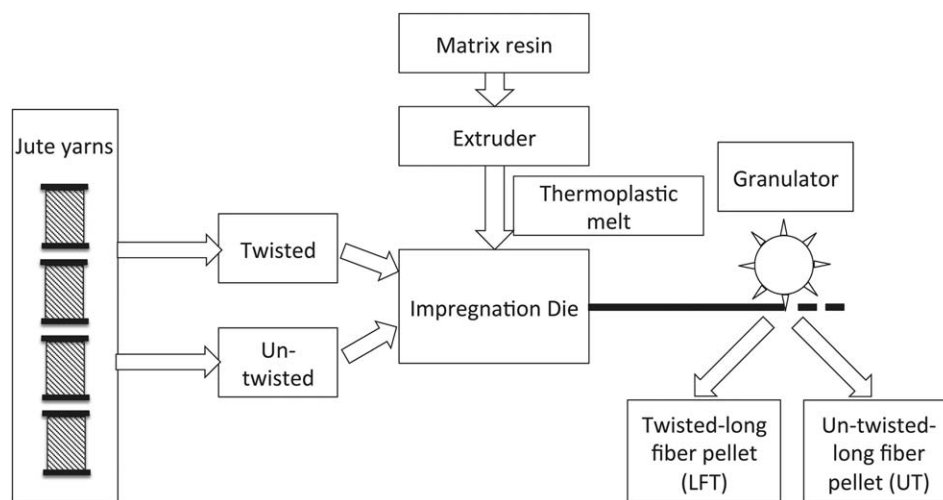 Matrix resin
Jute yarns
Extruder
Granulator
Thermoplastic
melt
Twisted
Impregnation Die
Un-
twisted
Twisted-long
fiber pellet
(LFT)
Un-twisted-
long fiber
pellet (UT)